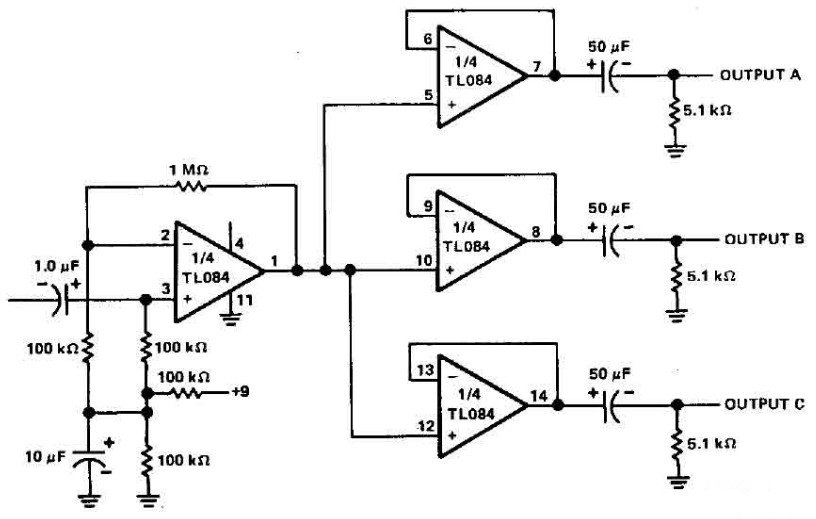 6
7
5
1/4
TL084
50 µF
+ −
OUTPUT A
5.1 kΩ
1 MΩ
2
3
4
11
1
1/4
TL084
1.0 µF
− +
100 kΩ
100 kΩ
100 kΩ
+9
10 µF
+
−
100 kΩ
9
10
8
1/4
TL084
50 µF
+ −
OUTPUT B
5.1 kΩ
13
12
14
1/4
TL084
50 µF
+ −
OUTPUT C
5.1 kΩ